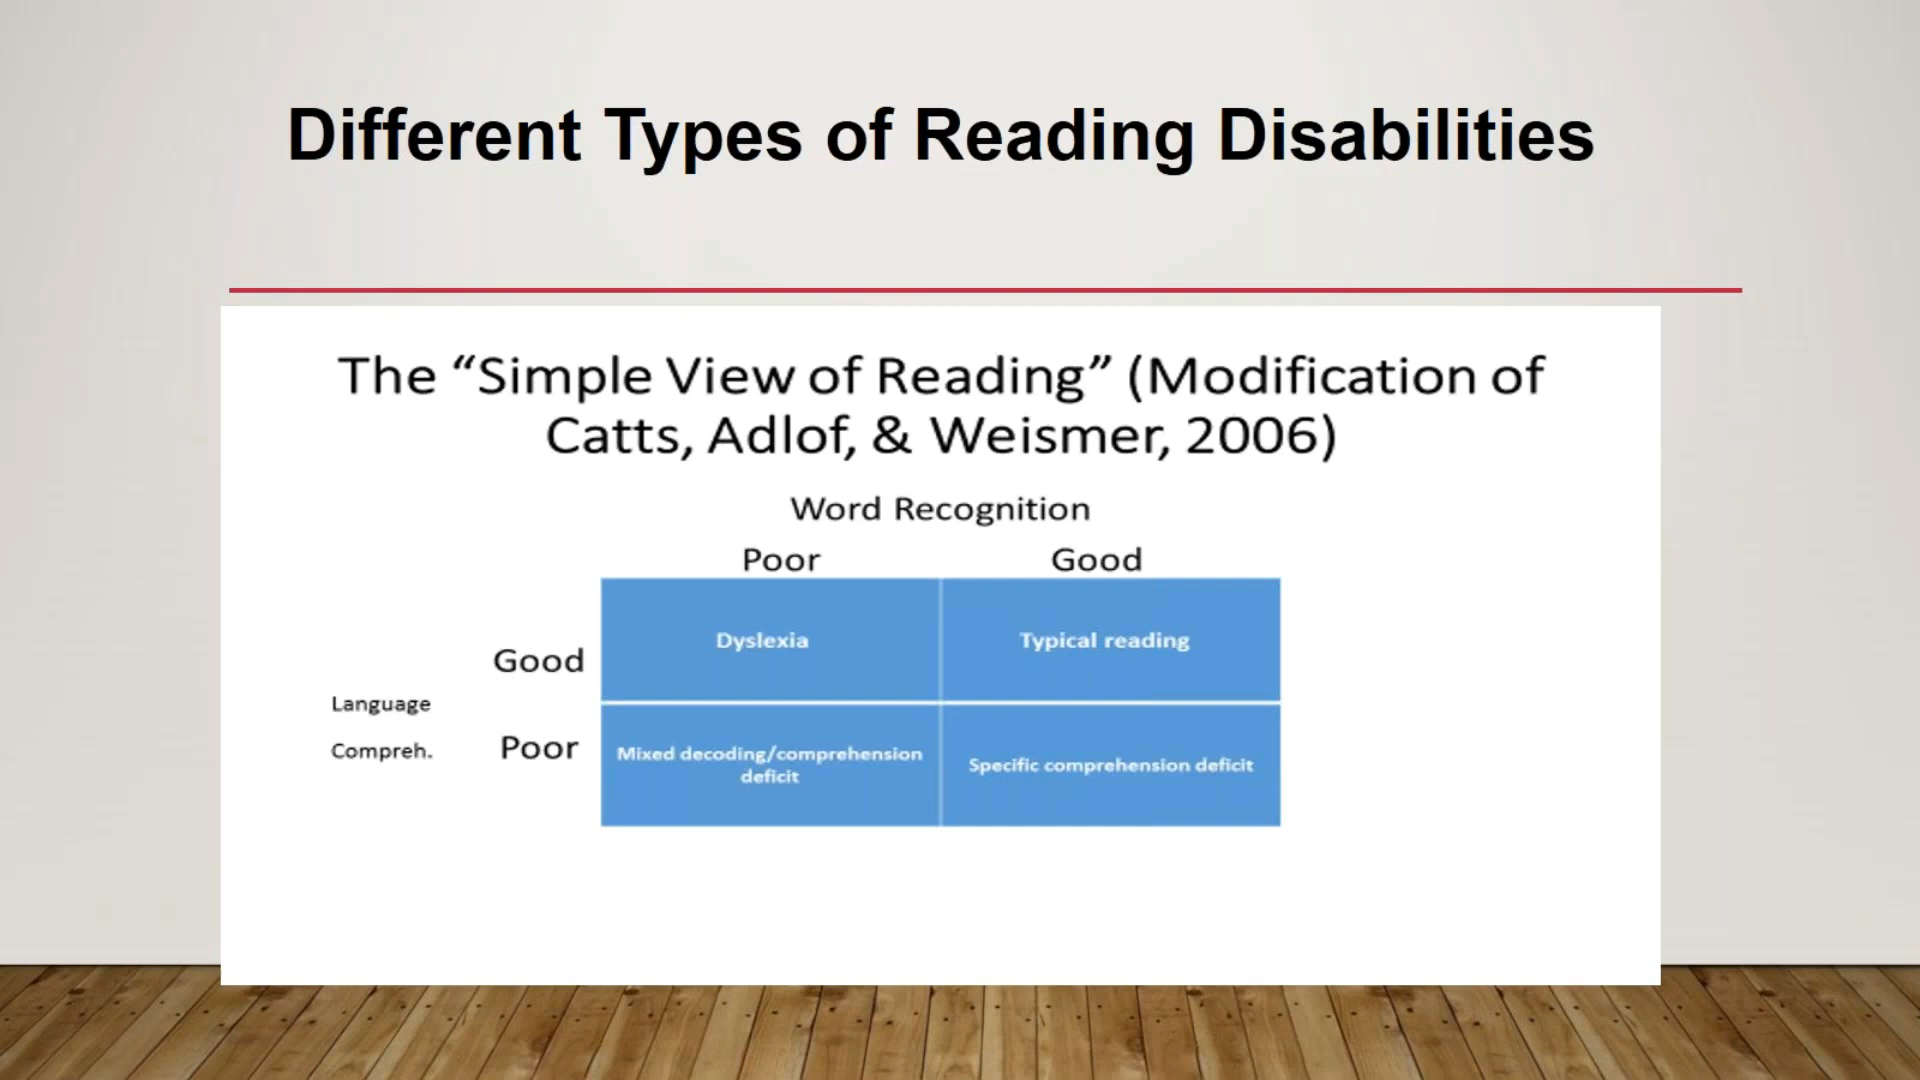 Different Types of Reading Disabilities
The “Simple View of Reading” (Modification of
Catts, Adlof, & Weismer, 2006)
Word Recognition
Poor Good
Dyslexia Typical reading
Good
Language
Compreh. Poor
Mixed decoding/comprehension
deficit
Specific comprehension deficit